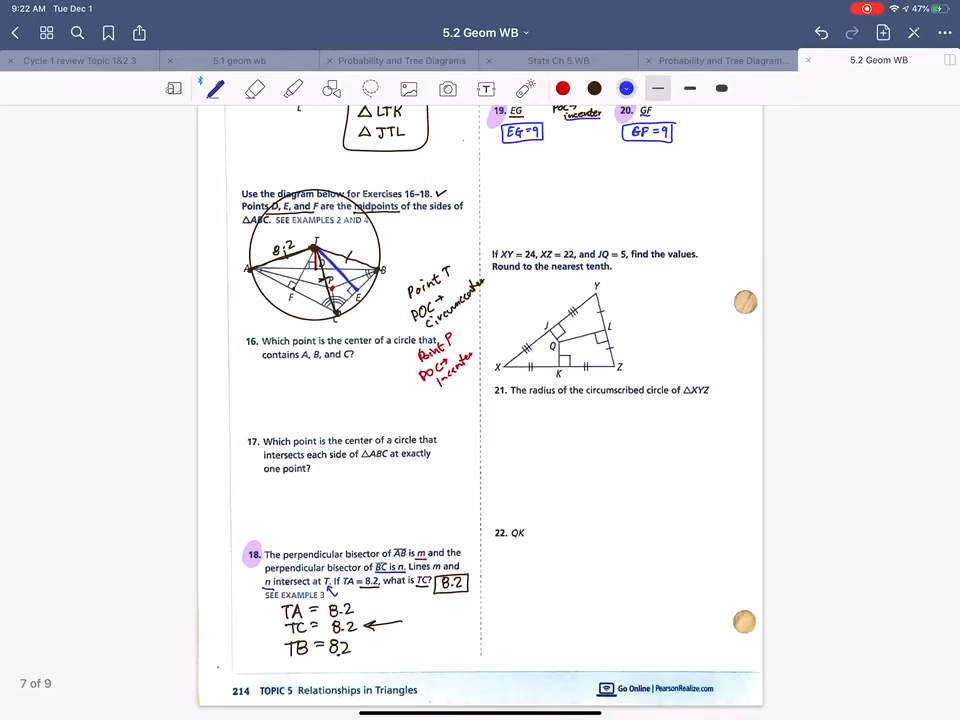 9:22 AM Tue Dec 1
47%
5.2 Geom WB
Cycle 1 review Topic 1&2 3
5.1 geom wb
Probability and Tree Diagrams
Stats Ch 5 WB
Probability and Tree Diagram...
5.2 Geom WB
△ LTK
△ JTL
19. EG
POC→
incenter
EG=9
20. GF
GF=9
Use the diagram below for Exercises 16–18. ✓
Points D, E, and F are the midpoints of the sides of
△ABC. SEE EXAMPLES 2 AND 4
8.2
T
A
B
D
P
F
E
C
Point T
POC→
Circumcenter
Point P
POC→
Incenter
16. Which point is the center of a circle that
contains A, B, and C?
17. Which point is the center of a circle that
intersects each side of △ABC at exactly
one point?
18. The perpendicular bisector of AB is m and the
perpendicular bisector of BC is n. Lines m and
n intersect at T. If TA = 8.2, what is TC? 8.2
SEE EXAMPLE 3
TA = 8.2
TC = 8.2
TB = 8.2
If XY = 24, XZ = 22, and JQ = 5, find the values.
Round to the nearest tenth.
Y
J
L
Q
X
K
Z
21. The radius of the circumscribed circle of △XYZ
22. QK
214 TOPIC 5 Relationships in Triangles
Go Online | PearsonRealize.com
7 of 9